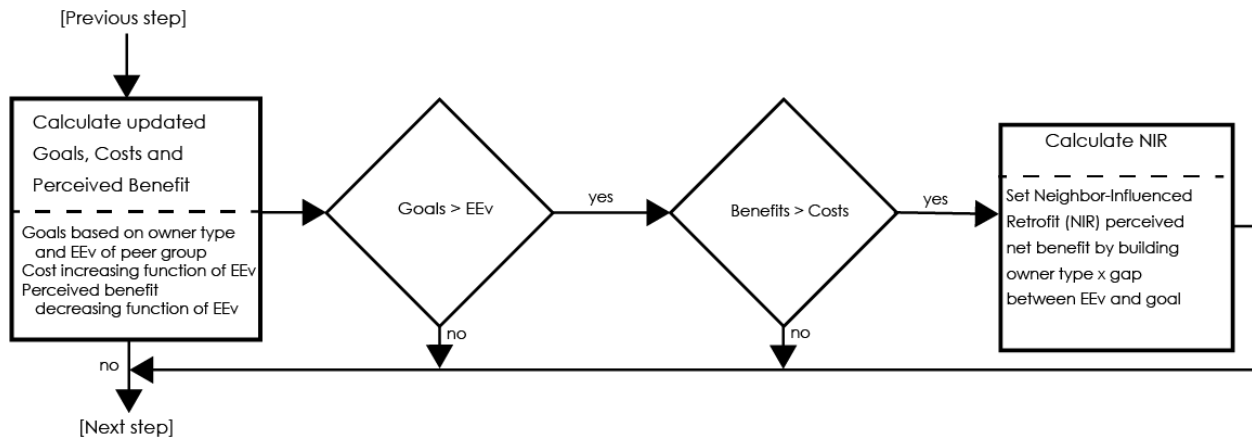 [Previous step]
Calculate updated
Goals, Costs and
Perceived Benefit
Goals based on owner type
and EEv of peer group
Cost increasing function of EEv
Perceived benefit
decreasing function of EEv
no
[Next step]
Goals > EEv
yes
no
Benefits > Costs
yes
no
Calculate NIR
Set Neighbor-Influenced
Retrofit (NIR) perceived
net benefit by building
owner type x gap
between EEv and goal